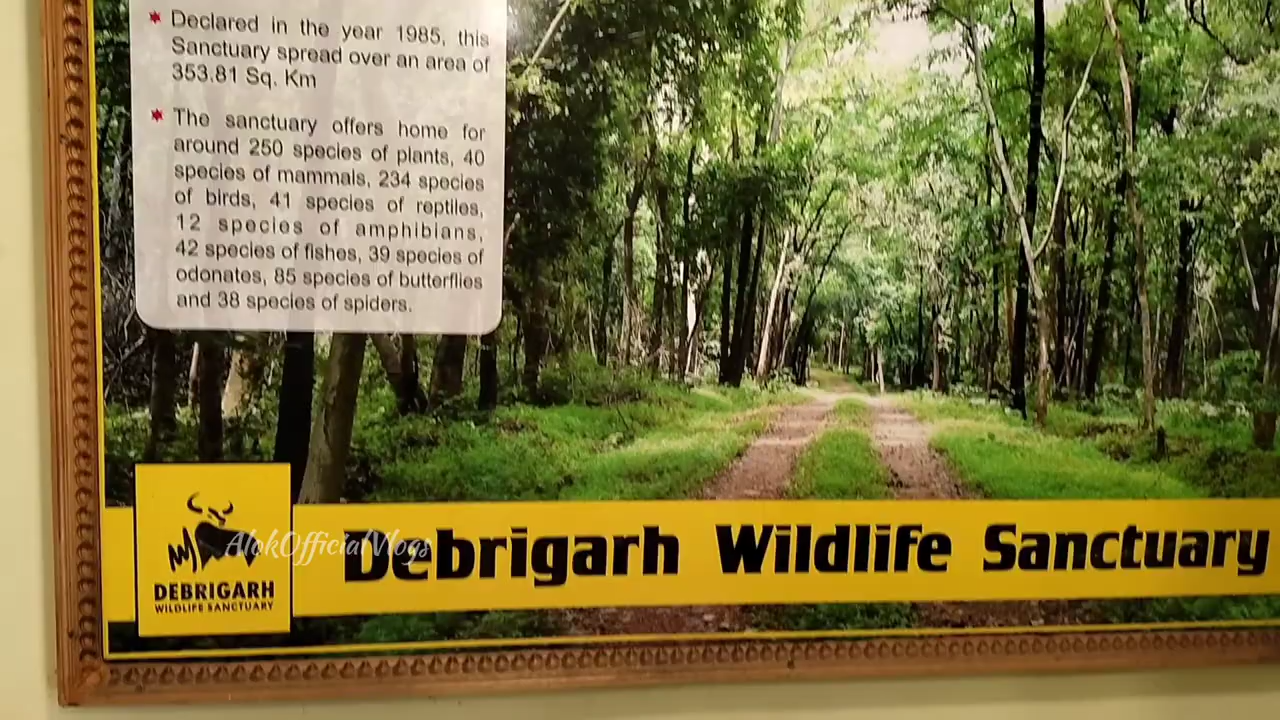 Declared in the year 1985, this
Sanctuary spread over an area of
353.81 Sq. Km
The sanctuary offers home for
around 250 species of plants, 40
species of mammals, 234 species
of birds, 41 species of reptiles,
12 species of amphibians,
42 species of fishes, 39 species of
odonates, 85 species of butterflies
and 38 species of spiders.
AlokOfficialVlogs
Debrigarh Wildlife Sanctuary
DEBRIGARH
WILDLIFE SANCTUARY